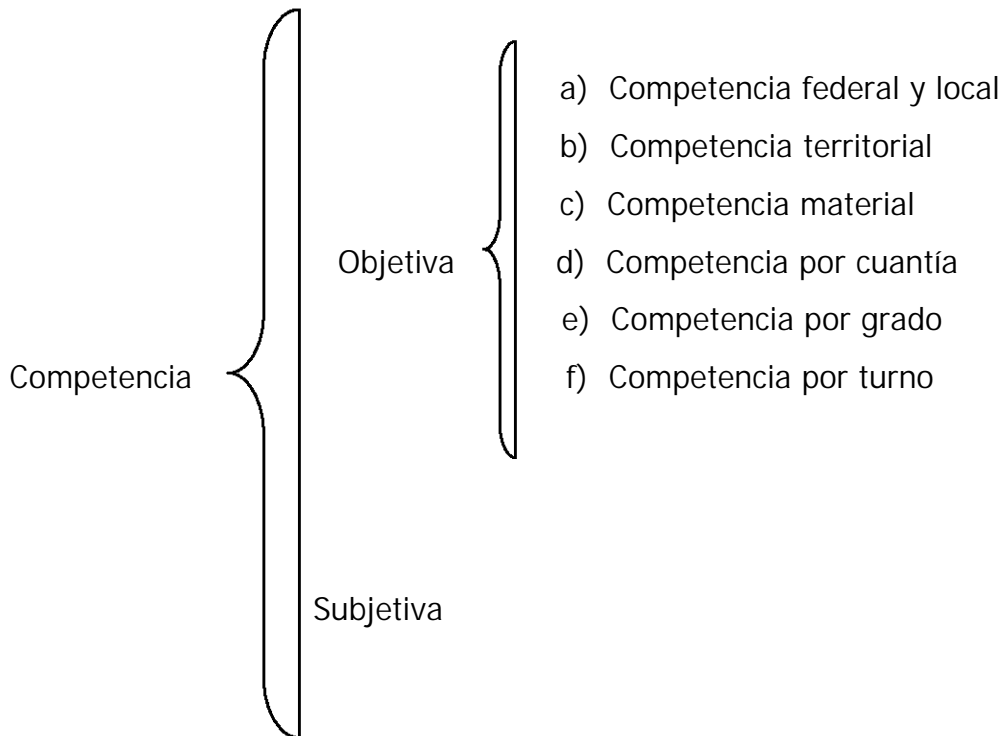 a) Competencia federal y local
b) Competencia territorial
c) Competencia material
Objetiva
d) Competencia por cuantía
e) Competencia por grado
Competencia
f) Competencia por turno
Subjetiva